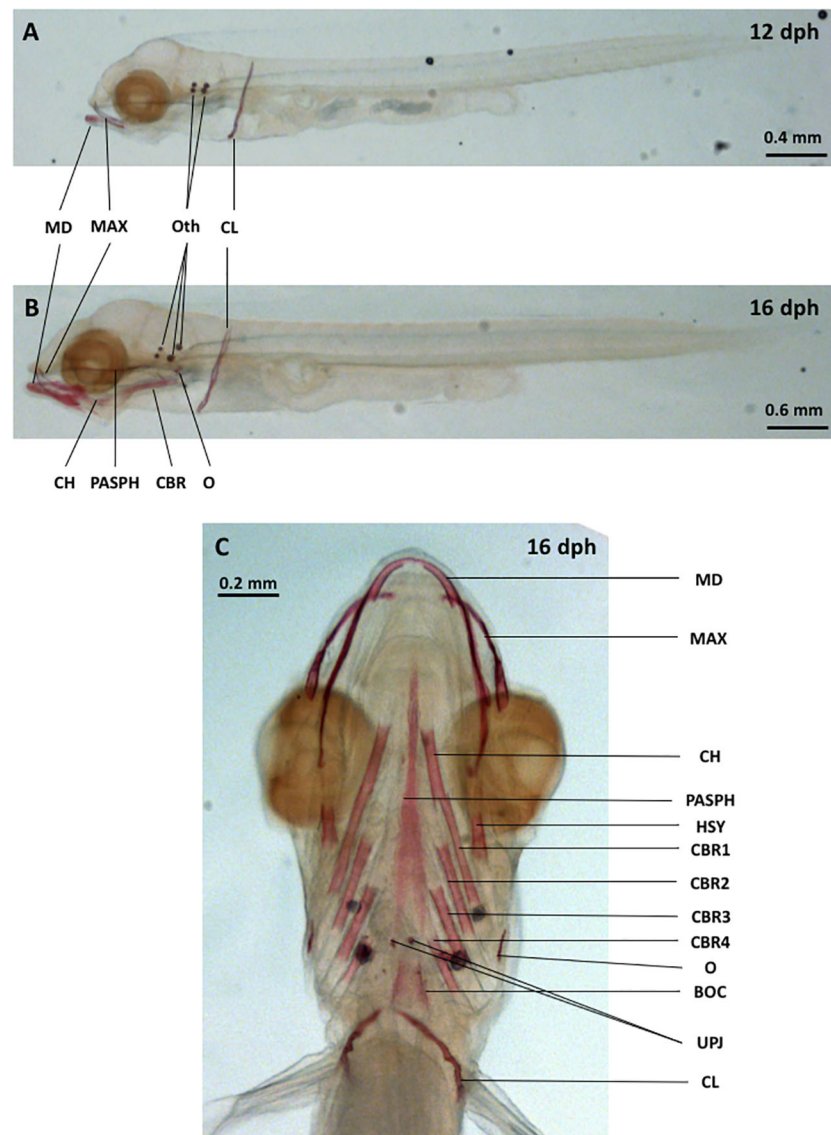 A 12 dph
0.4 mm
MD MAX Oth CL
B 16 dph
0.6 mm
CH PASPH CBR O
C 16 dph
0.2 mm
MD
MAX
CH
PASPH
HSY
CBR1
CBR2
CBR3
CBR4
O
BOC
UPJ
CL